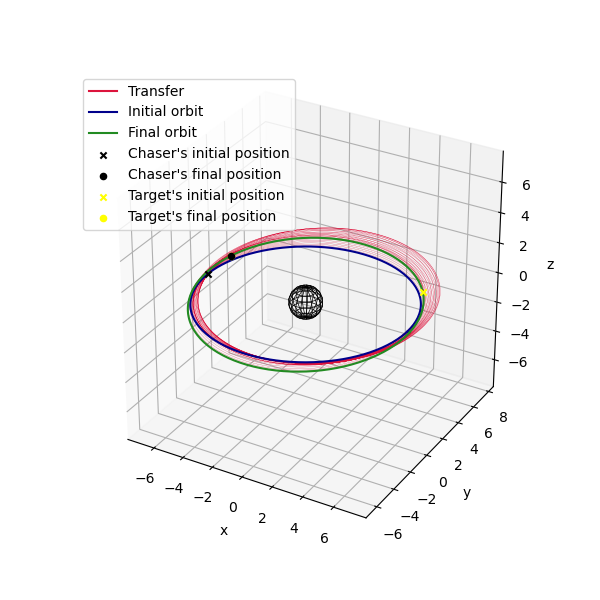 Transfer
Initial orbit
Final orbit
Chaser's initial position
Chaser's final position
Target's initial position
Target's final position
6
4
2
0
−2
−4
−6
z
8
6
4
2
0
−2
−4
−6
y
−6
−4
−2
0
2
4
6
x